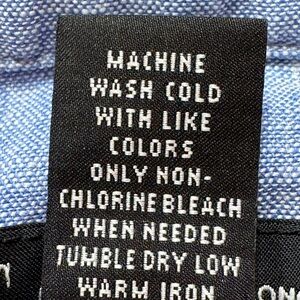 MACHINE
WASH COLD
WITH LIKE
COLORS
ONLY NON-
CHLORINE BLEACH
WHEN NEEDED
TUMBLE DRY LOW
WARM IRON